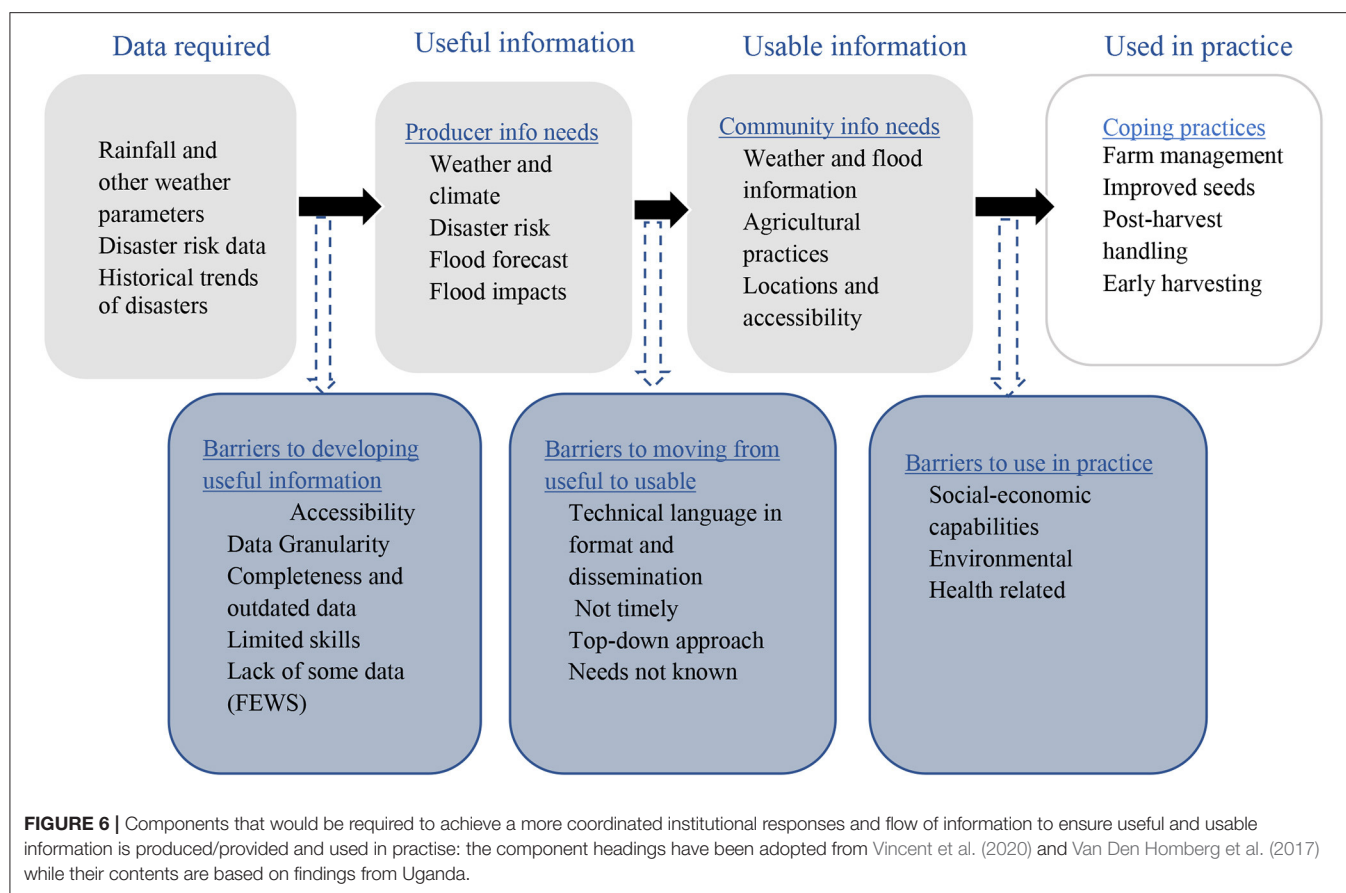 Data required
Useful information
Usable information
Used in practice
Rainfall and
other weather
parameters
Disaster risk data
Historical trends
of disasters
Producer info needs
Weather and
climate
Disaster risk
Flood forecast
Flood impacts
Community info needs
Weather and flood
information
Agricultural
practices
Locations and
accessibility
Coping practices
Farm management
Improved seeds
Post-harvest
handling
Early harvesting
Barriers to developing
useful information
Accessibility
Data Granularity
Completeness and
outdated data
Limited skills
Lack of some data
(FEWS)
Barriers to moving from
useful to usable
Technical language in
format and
dissemination
Not timely
Top-down approach
Needs not known
Barriers to use in practice
Social-economic
capabilities
Environmental
Health related
FIGURE 6 | Components that would be required to achieve a more coordinated institutional responses and flow of information to ensure useful and usable
information is produced/provided and used in practise: the component headings have been adopted from Vincent et al. (2020) and Van Den Homberg et al. (2017)
while their contents are based on findings from Uganda.